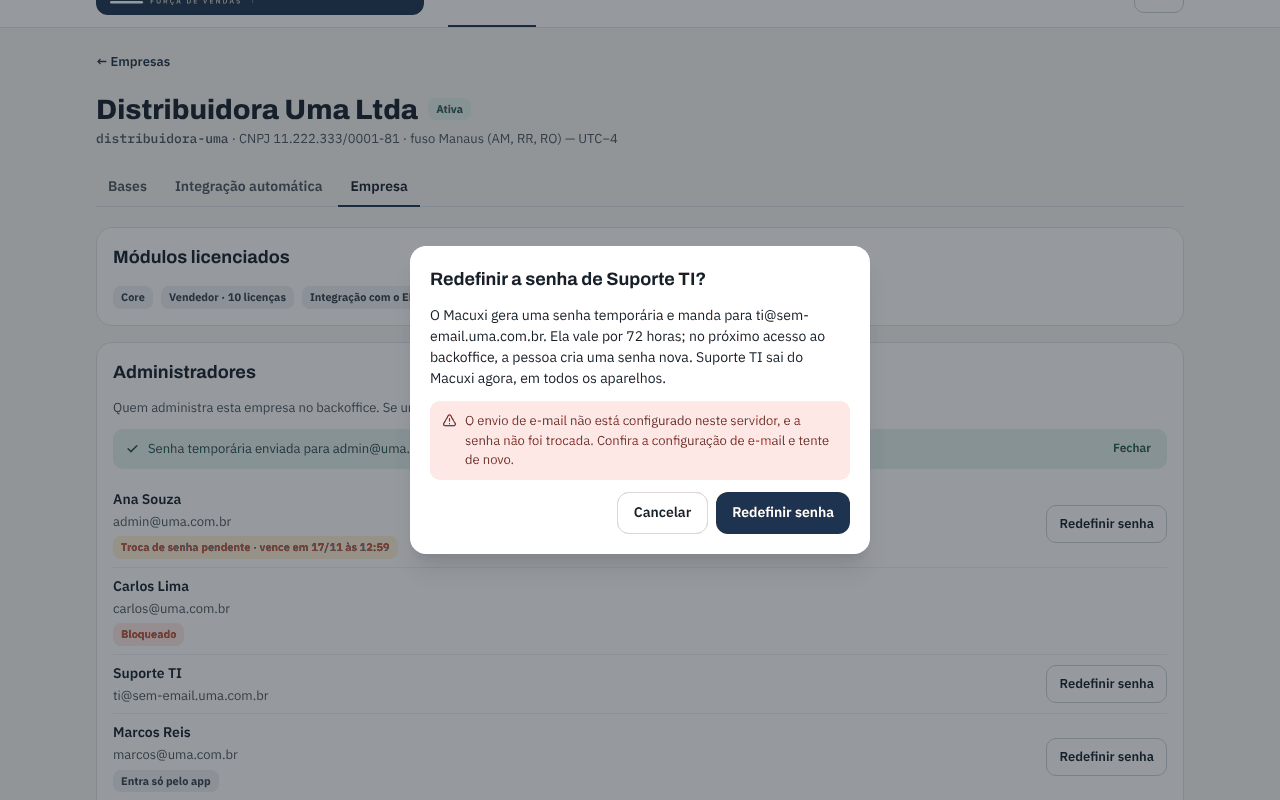 FORÇA DE VENDAS
← Empresas
Distribuidora Uma Ltda Ativa
distribuidora-uma · CNPJ 11.222.333/0001-81 · fuso Manaus (AM, RR, RO) — UTC−4
Bases Integração automática Empresa
Módulos licenciados
Core Vendedor · 10 licenças Integração com o
Administradores
Quem administra esta empresa no backoffice. Se
Senha temporária enviada para admin@uma. Fechar
Ana Souza
admin@uma.com.br
Redefinir senha
Troca de senha pendente · vence em 17/11 às 12:59
Carlos Lima
carlos@uma.com.br
Bloqueado
Suporte TI
ti@sem-email.uma.com.br
Redefinir senha
Marcos Reis
marcos@uma.com.br
Redefinir senha
Entra só pelo app
Redefinir a senha de Suporte TI?
O Macuxi gera uma senha temporária e manda para ti@sem-
email.uma.com.br. Ela vale por 72 horas; no próximo acesso ao
backoffice, a pessoa cria uma senha nova. Suporte TI sai do
Macuxi agora, em todos os aparelhos.
O envio de e-mail não está configurado neste servidor, e a
senha não foi trocada. Confira a configuração de e-mail e tente
de novo.
Cancelar Redefinir senha